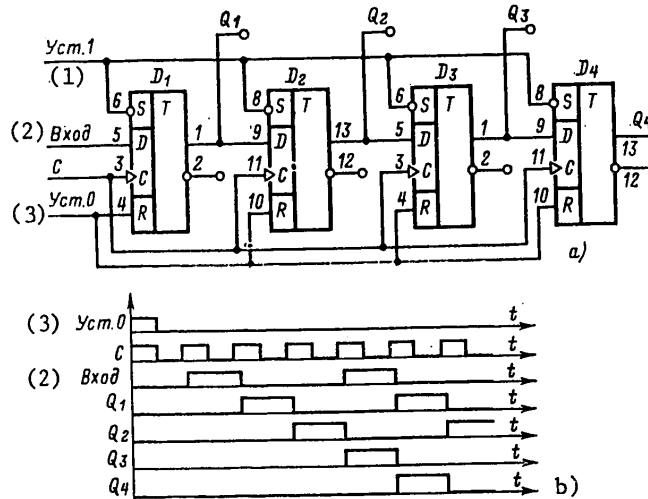 Q1 Q2 Q3
Уст.1
(1) D1 D2 D3 D4
6 S T 8 S T 6 S T 8 S T Q4
(2) Вход 5 D 1 9 D 13 5 D 1 9 D 13
С 3 C 2 11 C 12 3 C 2 11 C 12
(3) Уст.0 4 R 10 R 4 R 10 R
а)
(3) Уст.0 t
С t
(2) Вход t
Q1 t
Q2 t
Q3 t
Q4 t
b)